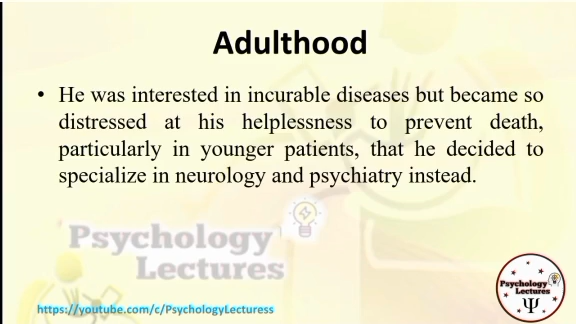 Adulthood
• He was interested in incurable diseases but became so
distressed at his helplessness to prevent death,
particularly in younger patients, that he decided to
specialize in neurology and psychiatry instead.
Psychology
Lectures
https://youtube.com/c/PsychologyLecturess
Psychology
Lectures
Ψ